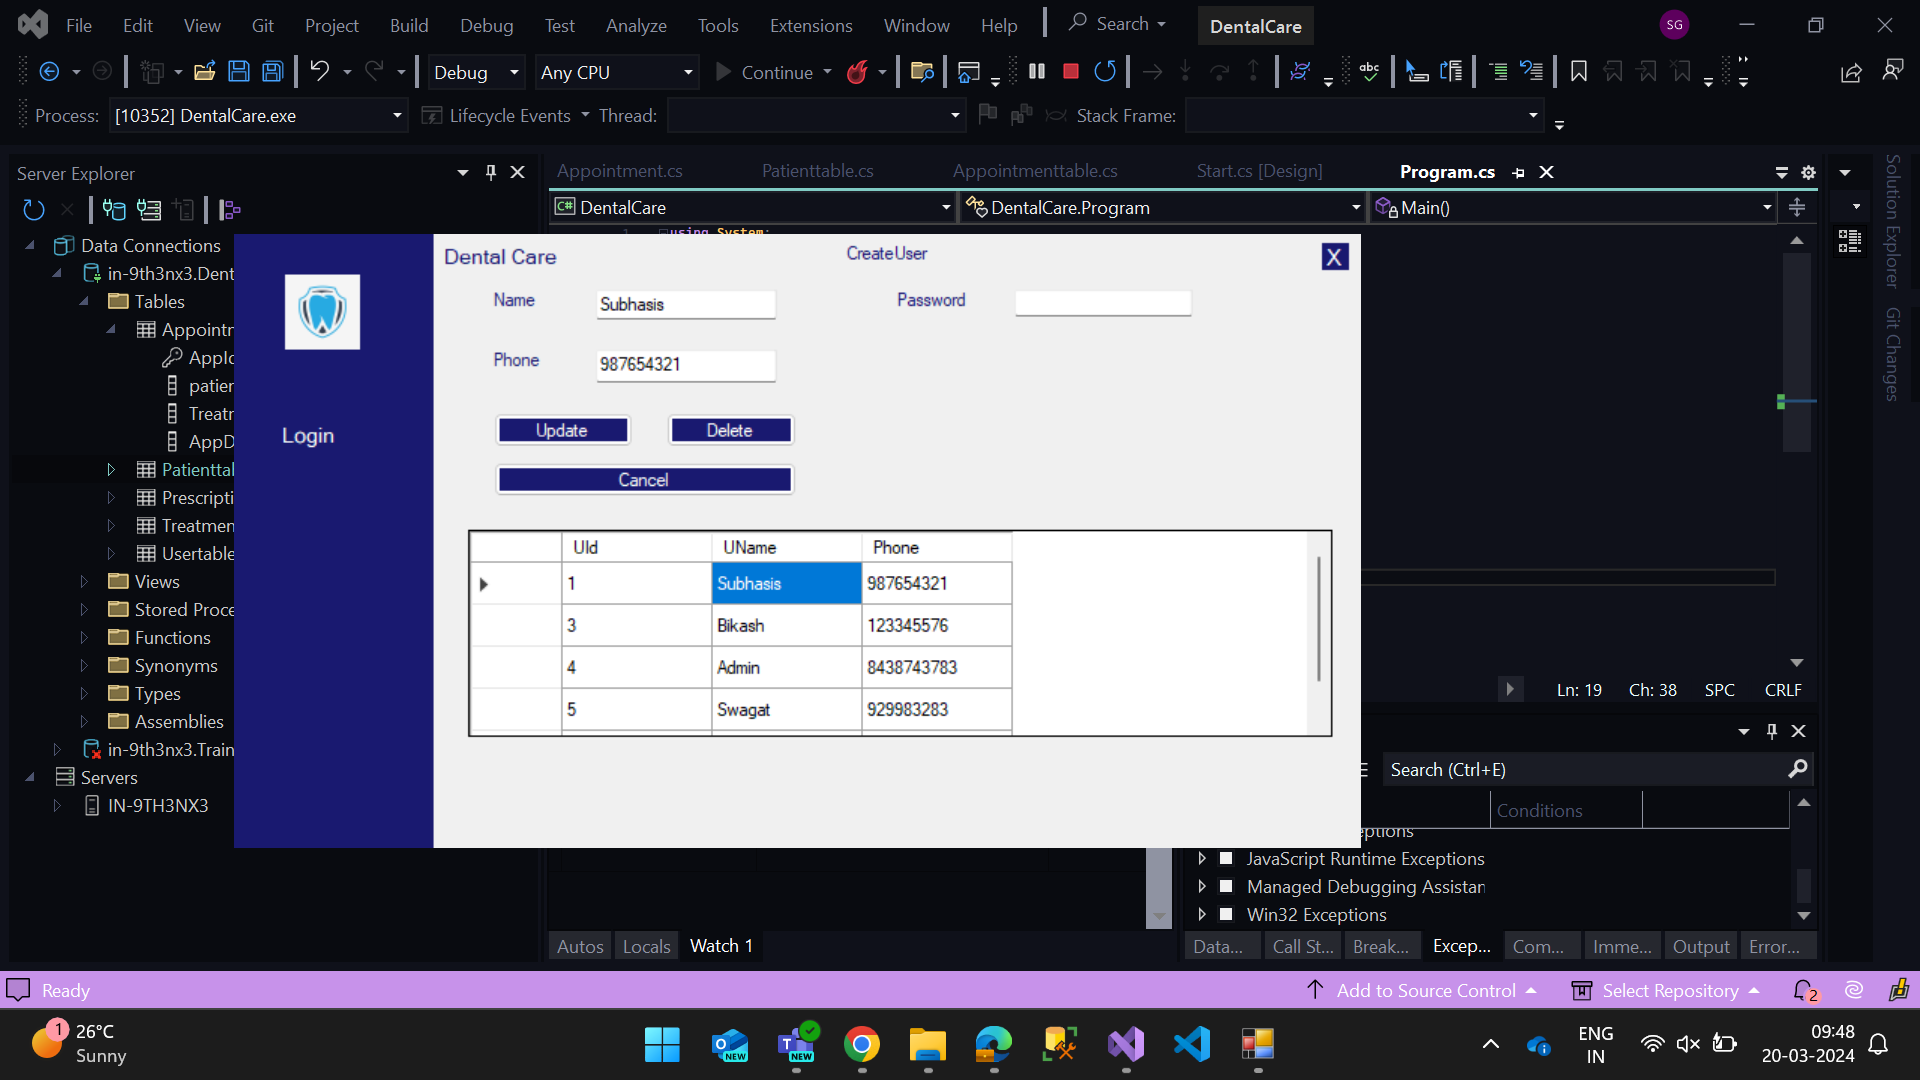 File Edit View Git Project Build Debug Test Analyze Tools Extensions Window Help Search DentalCare SG
Debug Any CPU Continue abc
Process: [10352] DentalCare.exe Lifecycle Events Thread: Stack Frame:
Server Explorer
Appointment.cs Patienttable.cs Appointmenttable.cs Start.cs [Design] Program.cs
C# DentalCare DentalCare.Program Main()
1 using System;
Data Connections
in-9th3nx3.Dent
Tables
Appointr
AppIc
patier
Treatr
AppD
Patienttal
Prescripti
Treatmen
Usertable
Views
Stored Proce
Functions
Synonyms
Types
Assemblies
in-9th3nx3.Train
Servers
IN-9TH3NX3
Login
Dental Care CreateUser X
Name Subhasis Password
Phone 987654321
Update Delete
Cancel
UId UName Phone
1 Subhasis 987654321
3 Bikash 123345576
4 Admin 8438743783
5 Swagat 929983283
Solution Explorer
Git Changes
Ln: 19 Ch: 38 SPC CRLF
Search (Ctrl+E)
Conditions
eptions
JavaScript Runtime Exceptions
Managed Debugging Assistan
Win32 Exceptions
Autos Locals Watch 1
Data... Call St... Break... Excep... Com... Imme... Output Error...
Ready Add to Source Control Select Repository 2
1 26°C
Sunny
NEW
NEW
ENG
IN
09:48
20-03-2024